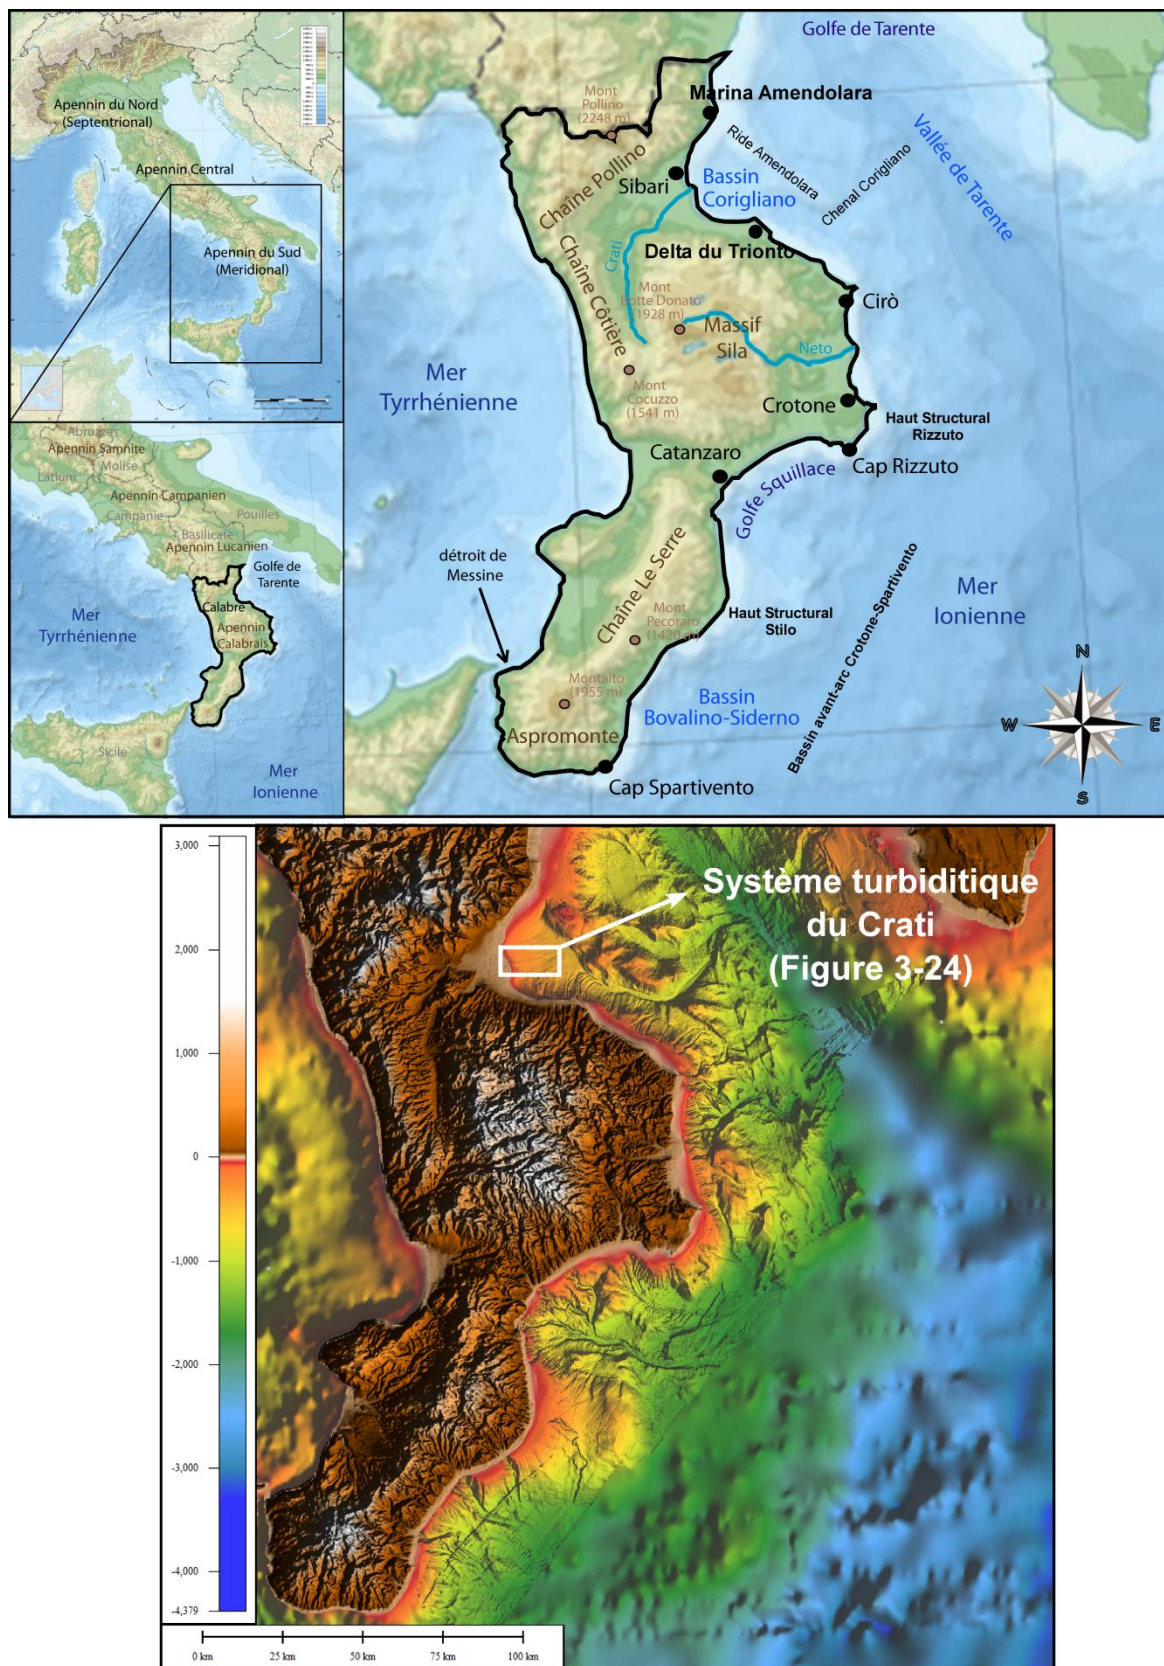 Apennin du Nord
(Septentrional)
Apennin Central
Apennin du Sud
(Meridional)
Abruzzes
Apennin Samnite
Molise
Latium
Apennin Campanien
Campanie
Pouilles
Basilicate
Apennin Lucanien
Golfe de
Tarente
Calabre
Mer
Tyrrhénienne
Apennin
Calabrais
Sicile
Mer
Ionienne
Golfe de Tarente
Mont
Pollino
(2248 m)
Marina Amendolara
Ride Amendolara
Vallée de Tarente
Chaîne Pollino
Sibari
Bassin
Corigliano
Chenal Corigliano
Crati
Delta du Trionto
Chaîne Côtière
Mont
Botte Donato
(1928 m)
Cirò
Massif
Sila
Neto
Mer
Tyrrhénienne
Mont
Cocuzzo
(1541 m)
Crotone
Haut Structural
Rizzuto
Catanzaro
Cap Rizzuto
Golfe Squillace
détroit de
Messine
Chaîne Le Serre
Mont
Pecoraro
(1420 m)
Haut Structural
Stilo
Mer
Ionienne
Bassin avant-arc Crotone-Spartivento
Montalto
(1955 m)
Bassin
Bovalino-Siderno
Aspromonte
Cap Spartivento
N
W
E
S
3,000
2,000
1,000
0
-1,000
-2,000
-3,000
-4,000
-4,379
Système turbiditique
du Crati
(Figure 3-24)
0 km
25 km
50 km
75 km
100 km